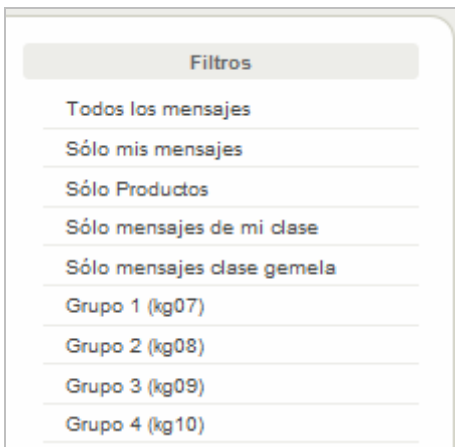 Filtros
Todos los mensajes
Sólo mis mensajes
Sólo Productos
Sólo mensajes de mi clase
Sólo mensajes clase gemela
Grupo 1 (kg07)
Grupo 2 (kg08)
Grupo 3 (kg09)
Grupo 4 (kg10)